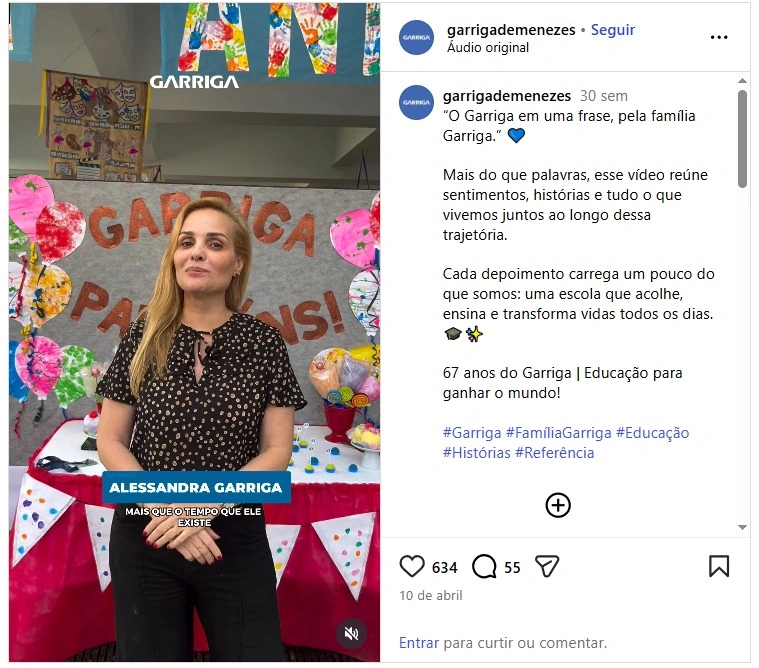 ANI
GARRIGA
GARRIGA
PARABÉNS!
ALESSANDRA GARRIGA
MAIS QUE O TEMPO QUE ELE
EXISTE
GARRIGA
garrigademenezes • Seguir
Áudio original
GARRIGA
garrigademenezes 30 sem
“O Garriga em uma frase, pela família
Garriga.” 💙
Mais do que palavras, esse vídeo reúne
sentimentos, histórias e tudo o que
vivemos juntos ao longo dessa
trajetória.
Cada depoimento carrega um pouco do
que somos: uma escola que acolhe,
ensina e transforma vidas todos os dias.
🎓✨
67 anos do Garriga | Educação para
ganhar o mundo!
#Garriga #FamíliaGarriga #Educação
#Histórias #Referência
634 55
10 de abril
Entrar para curtir ou comentar.